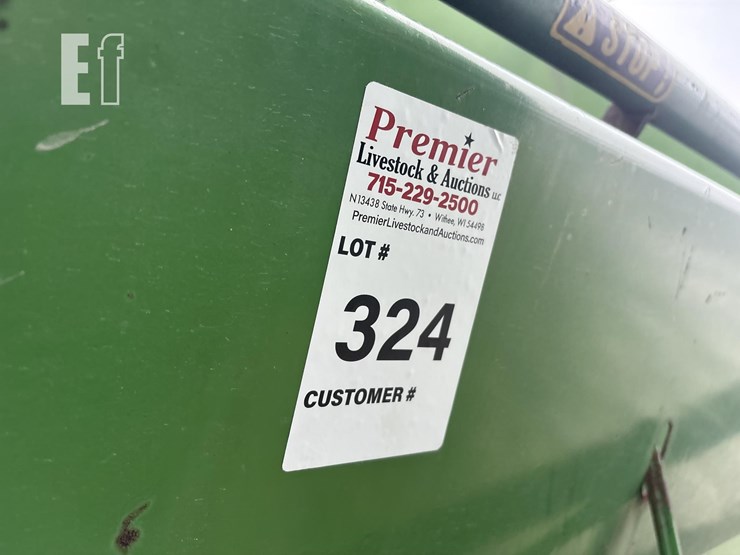 Ef
STOP
Premier
Livestock & Auctions LLC
715-229-2500
N13438 State Hwy. 73 • Withee, WI 54498
PremierLivestockandAuctions.com
LOT #
324
CUSTOMER #